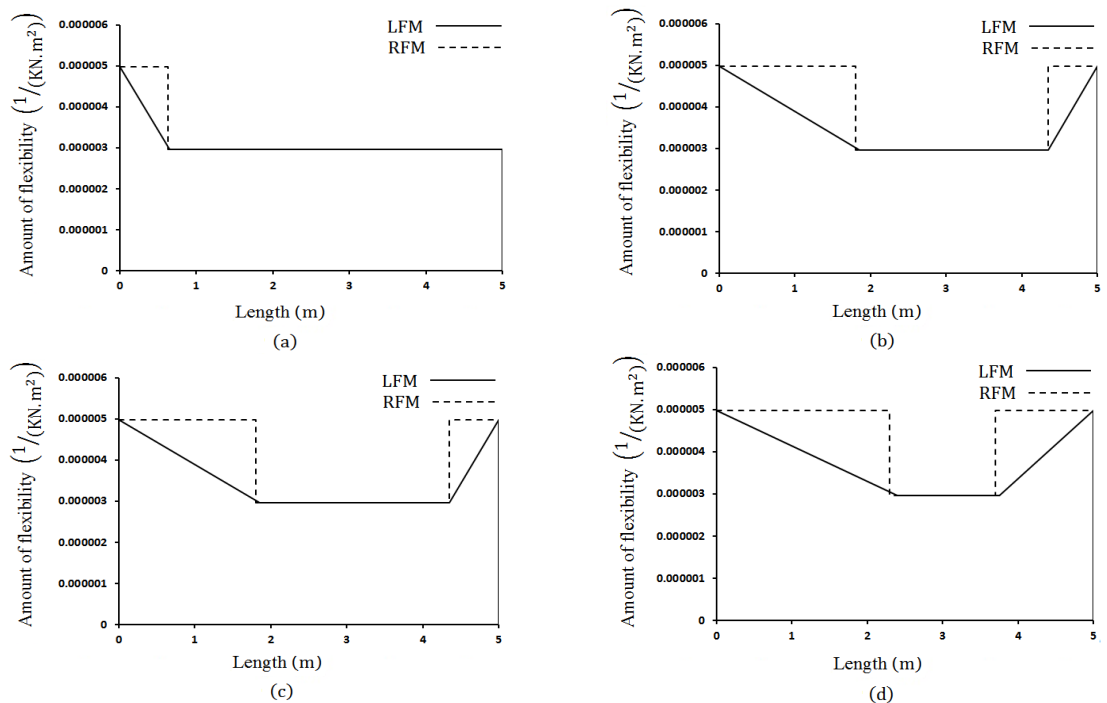 0.000006
0.000005
0.000004
0.000003
0.000002
0.000001
0
0 1 2 3 4 5
Amount of flexibility (1/(KN.m²))
Length (m)
LFM
RFM
(a)
0.000006
0.000005
0.000004
0.000003
0.000002
0.000001
0
0 1 2 3 4 5
Amount of flexibility (1/(KN.m²))
Length (m)
LFM
RFM
(b)
0.000006
0.000005
0.000004
0.000003
0.000002
0.000001
0
0 1 2 3 4 5
Amount of flexibility (1/(KN.m²))
Length (m)
LFM
RFM
(c)
0.000006
0.000005
0.000004
0.000003
0.000002
0.000001
0
0 1 2 3 4 5
Amount of flexibility (1/(KN.m²))
Length (m)
LFM
RFM
(d)